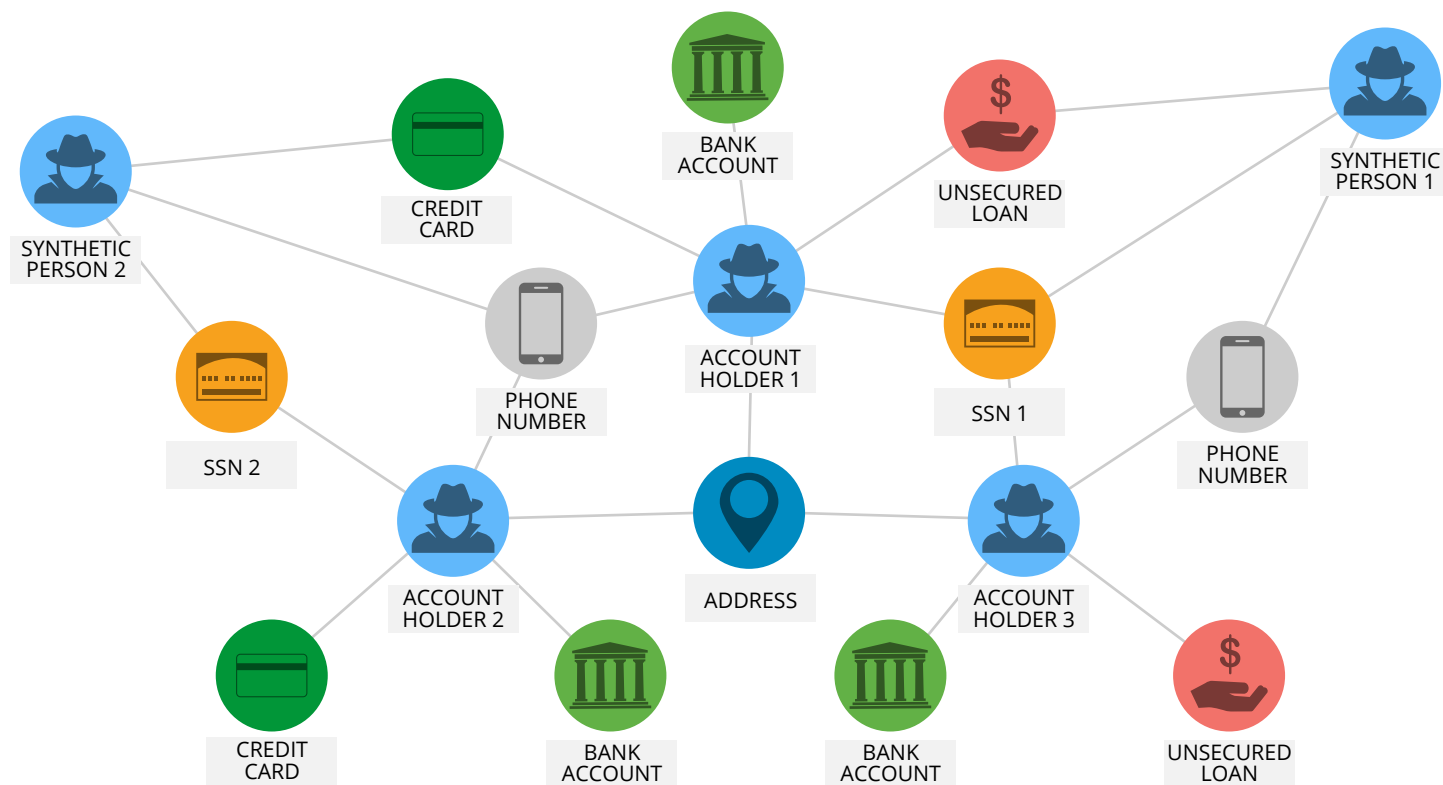 BANK
ACCOUNT
SYNTHETIC
PERSON 1
UNSECURED
LOAN
CREDIT
CARD
SYNTHETIC
PERSON 2
ACCOUNT
HOLDER 1
PHONE
NUMBER
SSN 1
SSN 2
PHONE
NUMBER
ACCOUNT
HOLDER 2
ADDRESS
ACCOUNT
HOLDER 3
CREDIT
CARD
BANK
ACCOUNT
BANK
ACCOUNT
UNSECURED
LOAN
$
$